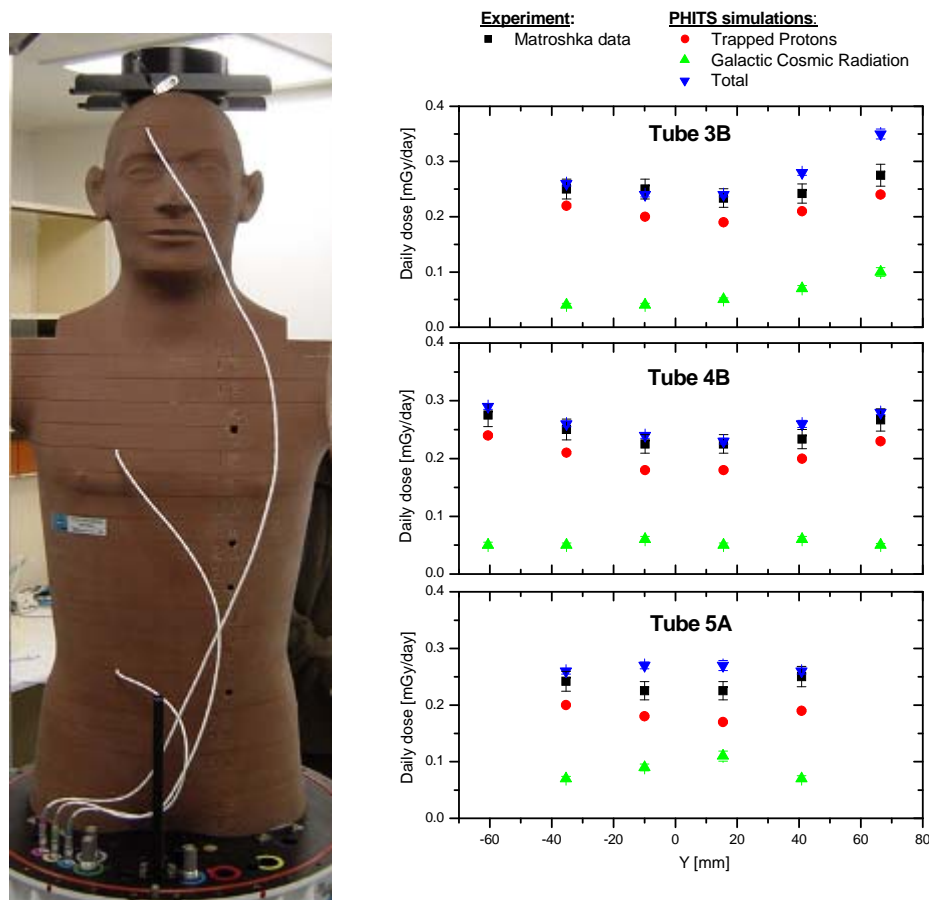 Experiment:
Matroshka data
PHITS simulations:
Trapped Protons
Galactic Cosmic Radiation
Total
Tube 3B
Daily dose [mGy/day]
0.4
0.3
0.2
0.1
0.0
Tube 4B
Daily dose [mGy/day]
0.4
0.3
0.2
0.1
0.0
Tube 5A
Daily dose [mGy/day]
0.4
0.3
0.2
0.1
0.0
-60 -40 -20 0 20 40 60 80
Y [mm]